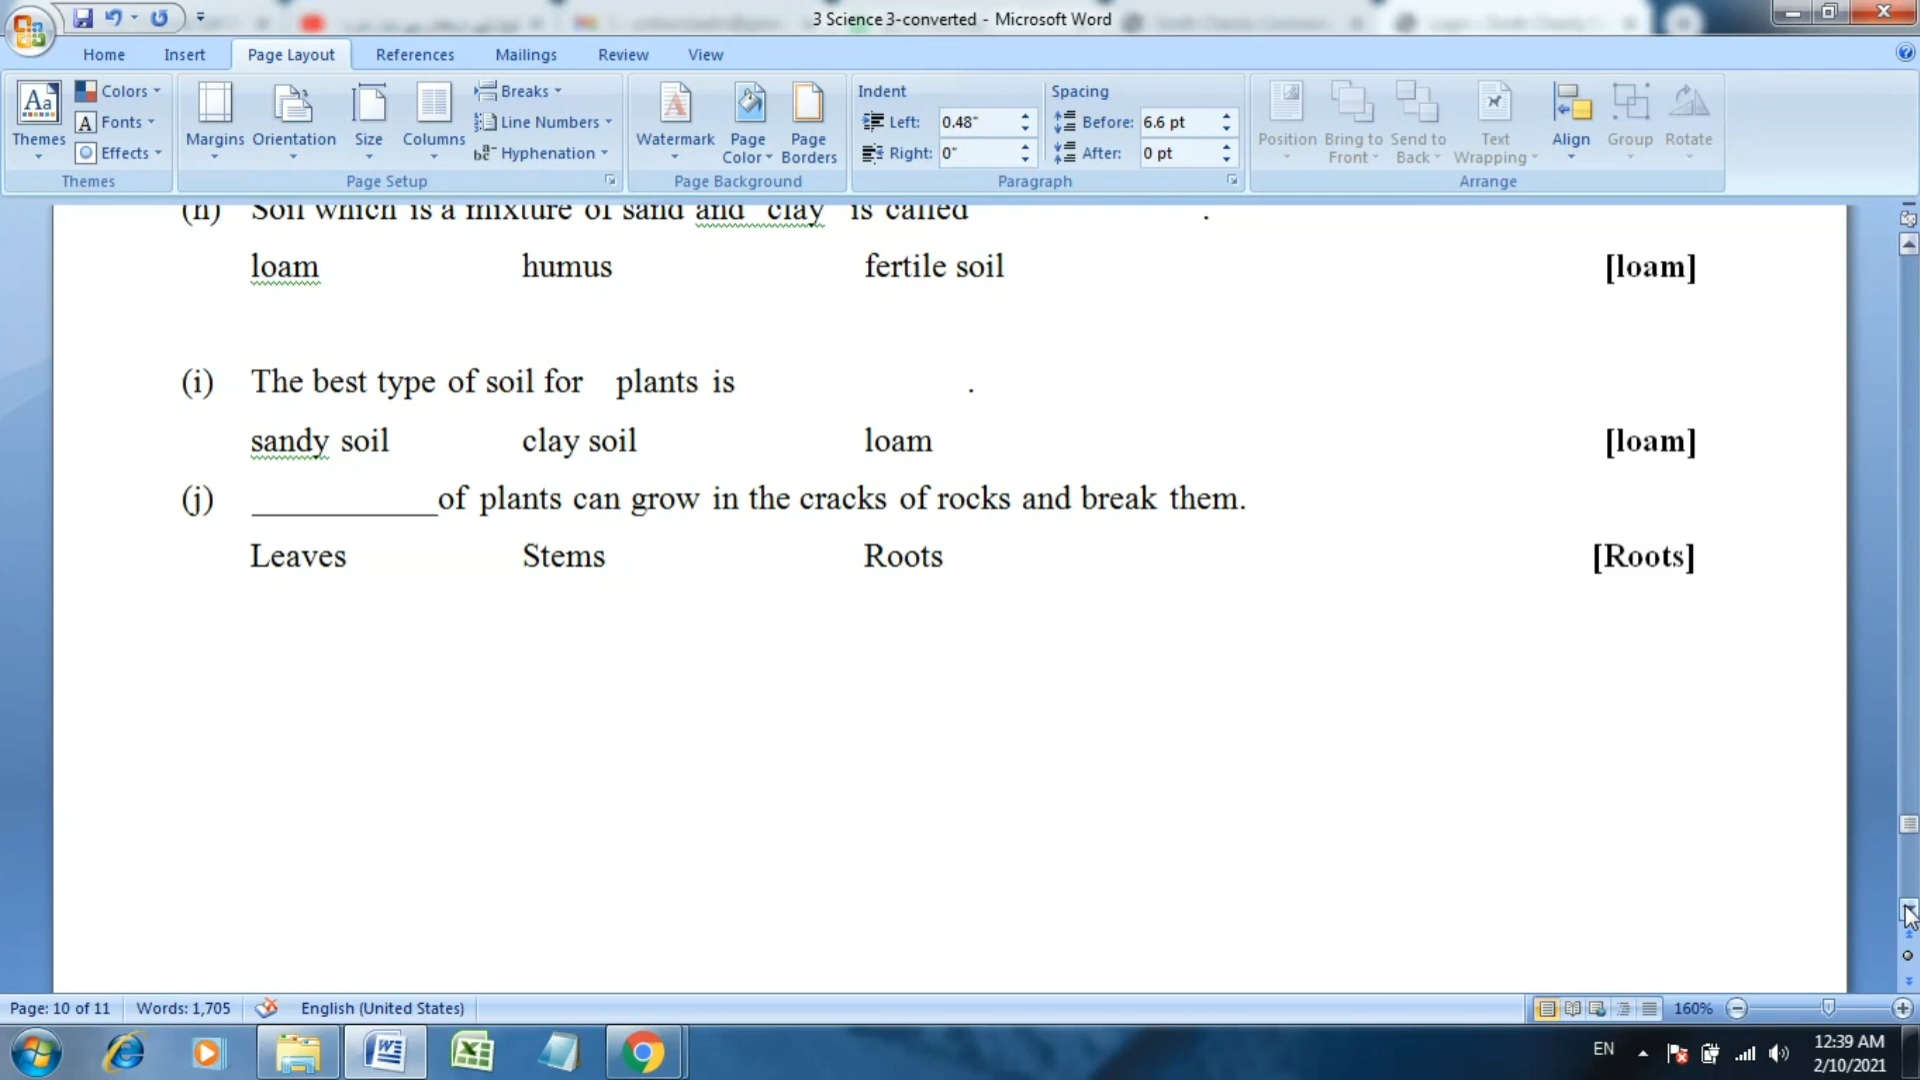 3 Science 3-converted - Microsoft Word
Home Insert Page Layout References Mailings Review View
Themes Colors Fonts Effects
Margins Orientation Size Columns Breaks Line Numbers Hyphenation
Watermark Page Color Page Borders
Indent Left: 0.48" Right: 0"
Spacing Before: 6.6 pt After: 0 pt
Position Bring to Front Send to Back Text Wrapping Align Group Rotate
Themes Page Setup Page Background Paragraph Arrange
(h) Soil which is a mixture of sand and clay is called .
loam humus fertile soil [loam]
(i) The best type of soil for plants is .
sandy soil clay soil loam [loam]
(j) ___________of plants can grow in the cracks of rocks and break them.
Leaves Stems Roots [Roots]
Page: 10 of 11 Words: 1,705 English (United States) 160%
EN 12:39 AM
2/10/2021